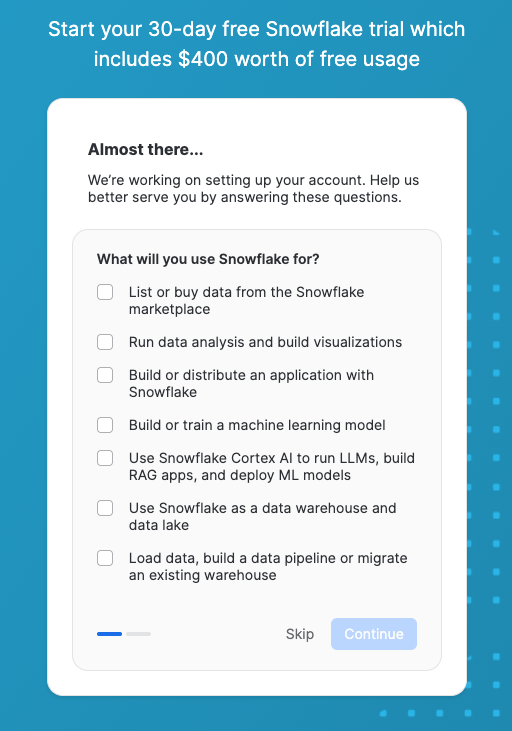 Start your 30-day free Snowflake trial which
includes $400 worth of free usage
Almost there...
We’re working on setting up your account. Help us
better serve you by answering these questions.
What will you use Snowflake for?
List or buy data from the Snowflake
marketplace
Run data analysis and build visualizations
Build or distribute an application with
Snowflake
Build or train a machine learning model
Use Snowflake Cortex AI to run LLMs, build
RAG apps, and deploy ML models
Use Snowflake as a data warehouse and
data lake
Load data, build a data pipeline or migrate
an existing warehouse
Skip
Continue